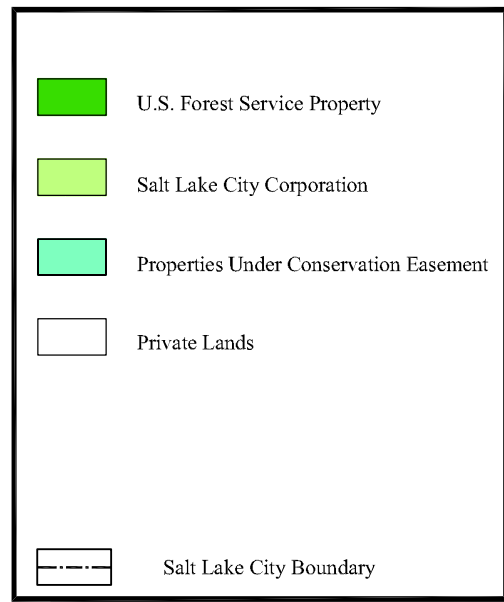 U.S. Forest Service Property
Salt Lake City Corporation
Properties Under Conservation Easement
Private Lands
Salt Lake City Boundary